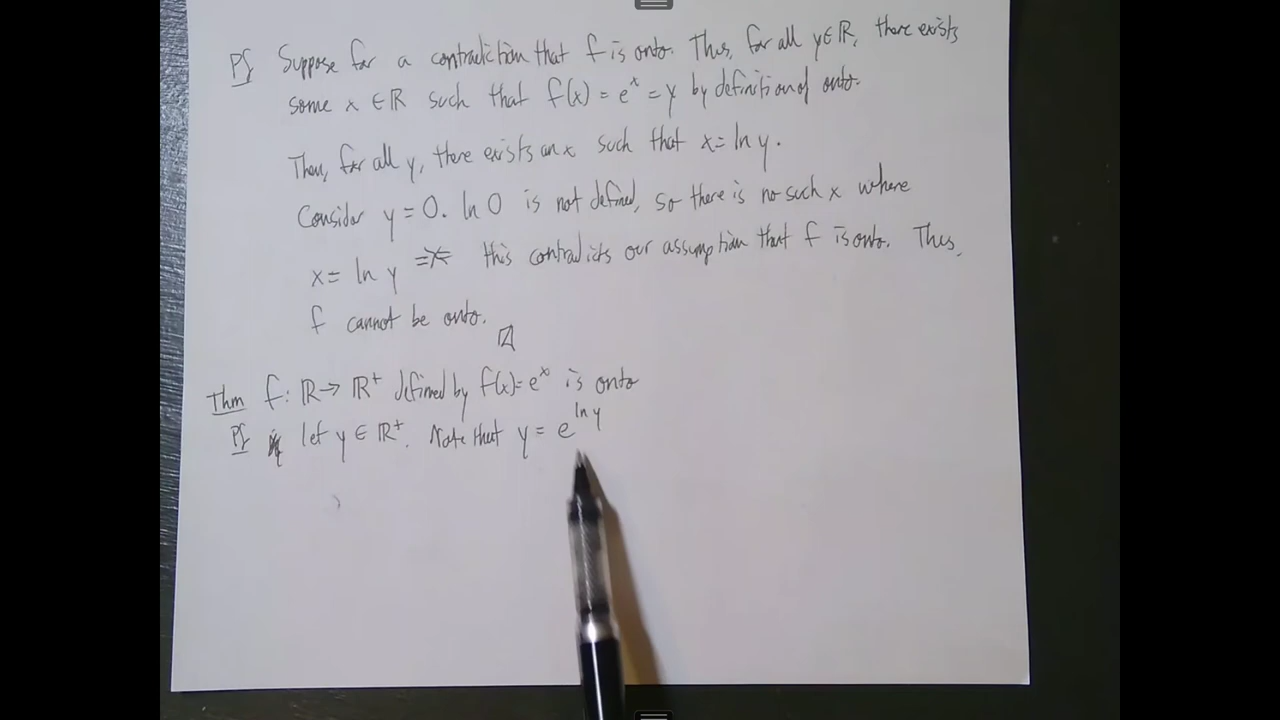 Pf Suppose for a contradiction that f is onto. Thus, for all y∈ℝ, there exists
some x ∈ ℝ such that f(x) = eˣ = y by definition of onto.
Then, for all y, there exists an x such that x = ln y.
Consider y = 0. ln 0 is not defined, so there is no such x where
x = ln y ⇒⇐ this contradicts our assumption that f is onto. Thus,
f cannot be onto.
Thm f: ℝ → ℝ⁺ defined by f(x) = eˣ is onto
Pf let y ∈ ℝ⁺. Note that y = e^ln y